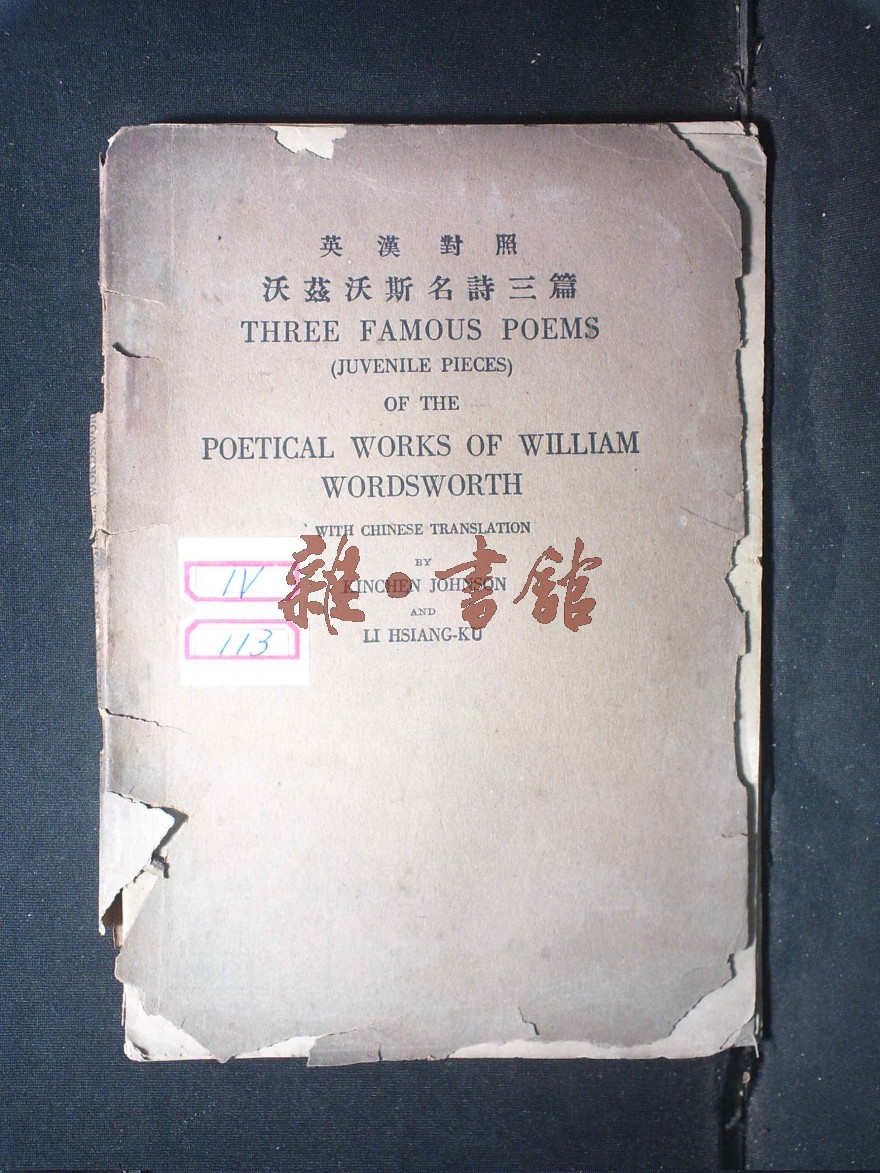 英漢對照
沃茲沃斯名詩三篇
THREE FAMOUS POEMS
(JUVENILE PIECES)
OF THE
POETICAL WORKS OF WILLIAM
WORDSWORTH
WITH CHINESE TRANSLATION
BY
KINCHEN JOHNSON
AND
LI HSIANG-KU
IV
113
雜·書館